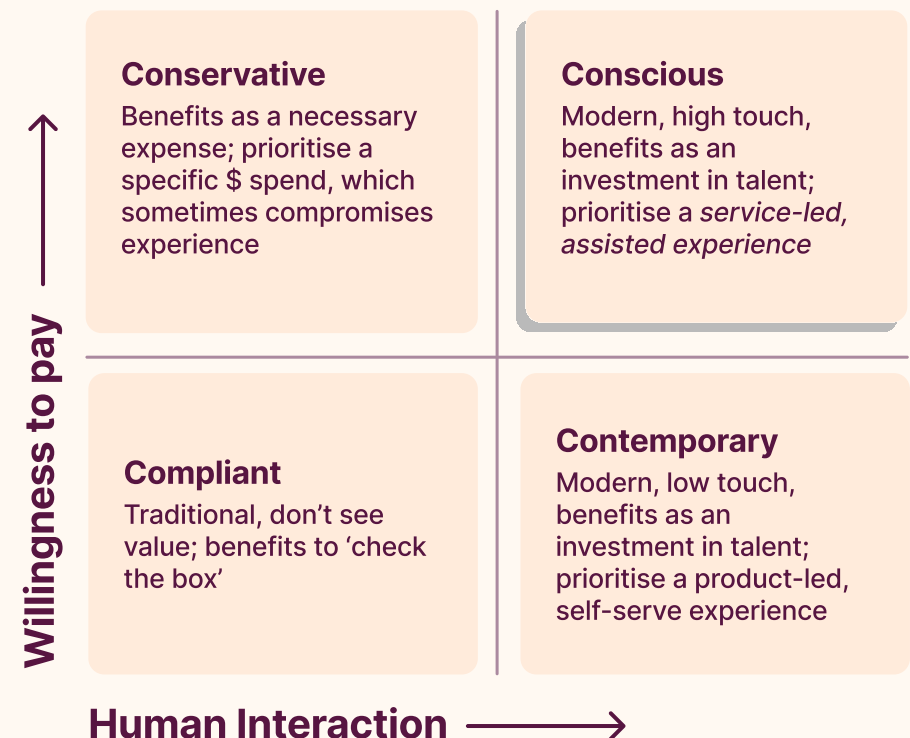 Conservative
Benefits as a necessary
expense; prioritise a
specific $ spend, which
sometimes compromises
experience
Conscious
Modern, high touch,
benefits as an
investment in talent;
prioritise a service-led,
assisted experience
Compliant
Traditional, don’t see
value; benefits to ‘check
the box’
Contemporary
Modern, low touch,
benefits as an
investment in talent;
prioritise a product-led,
self-serve experience
Willingness to pay
Human Interaction